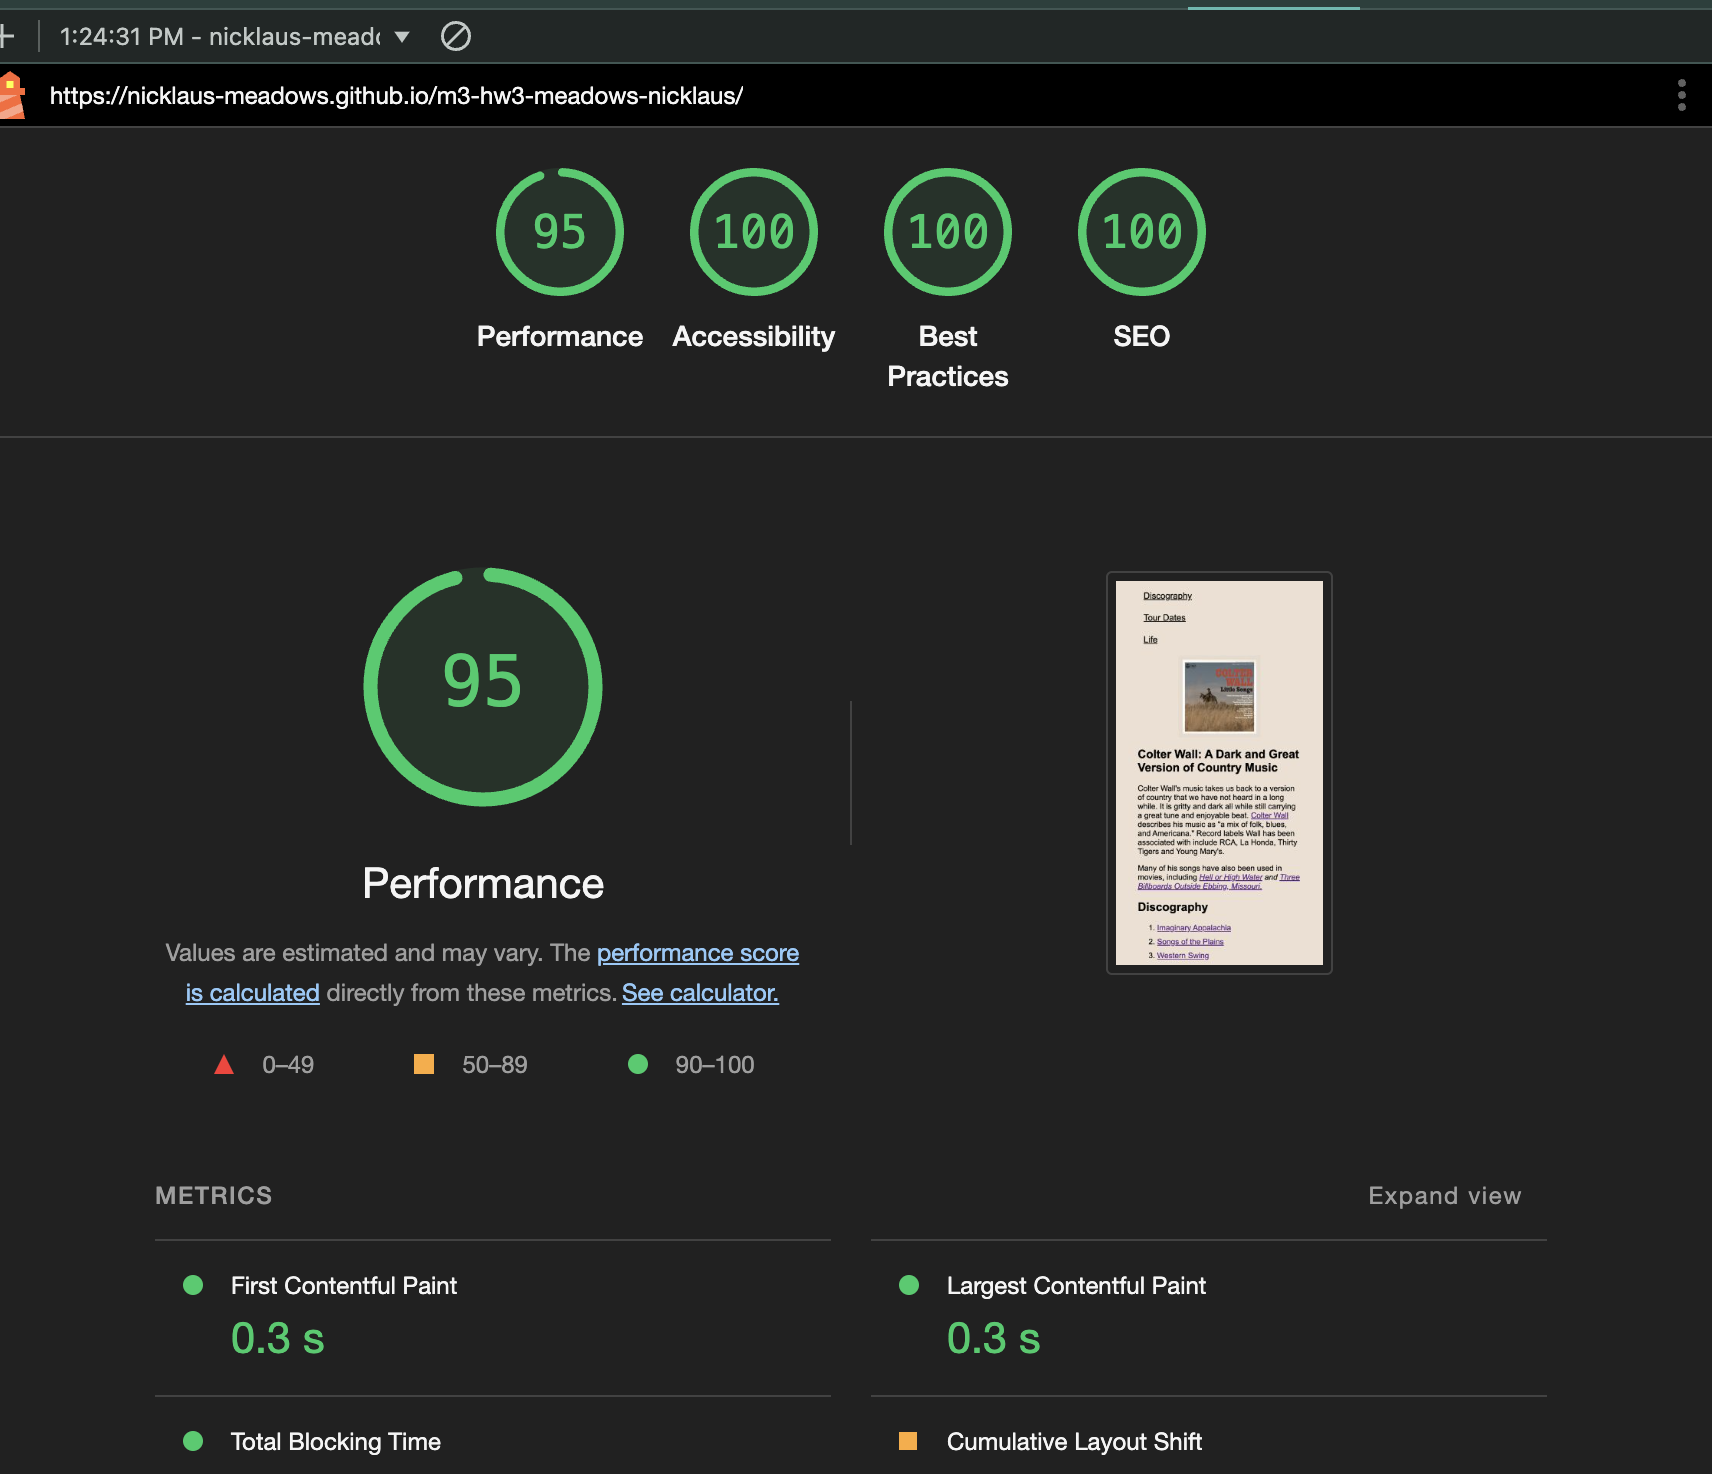 1:24:31 PM - nicklaus-meado
https://nicklaus-meadows.github.io/m3-hw3-meadows-nicklaus/
95
100
100
100
Performance
Accessibility
Best
Practices
SEO
95
Performance
Values are estimated and may vary. The performance score
is calculated directly from these metrics. See calculator.
0–49
50–89
90–100
Discography
Tour Dates
Life
COLTER
WALL
Little Songs
Colter Wall: A Dark and Great
Version of Country Music
Colter Wall's music takes us back to a version
of country that we have not heard in a long
while. It is gritty and dark all while still carrying
a great tune and enjoyable beat. Colter Wall
describes his music as "a mix of folk, blues,
and Americana." Record labels Wall has been
associated with include RCA, La Honda, Thirty
Tigers and Young Mary's.
Many of his songs have also been used in
movies, including Hell or High Water and Three
Billboards Outside Ebbing, Missouri.
Discography
1. Imaginary Appalachia
2. Songs of the Plains
3. Western Swing
METRICS
Expand view
First Contentful Paint
0.3 s
Largest Contentful Paint
0.3 s
Total Blocking Time
Cumulative Layout Shift